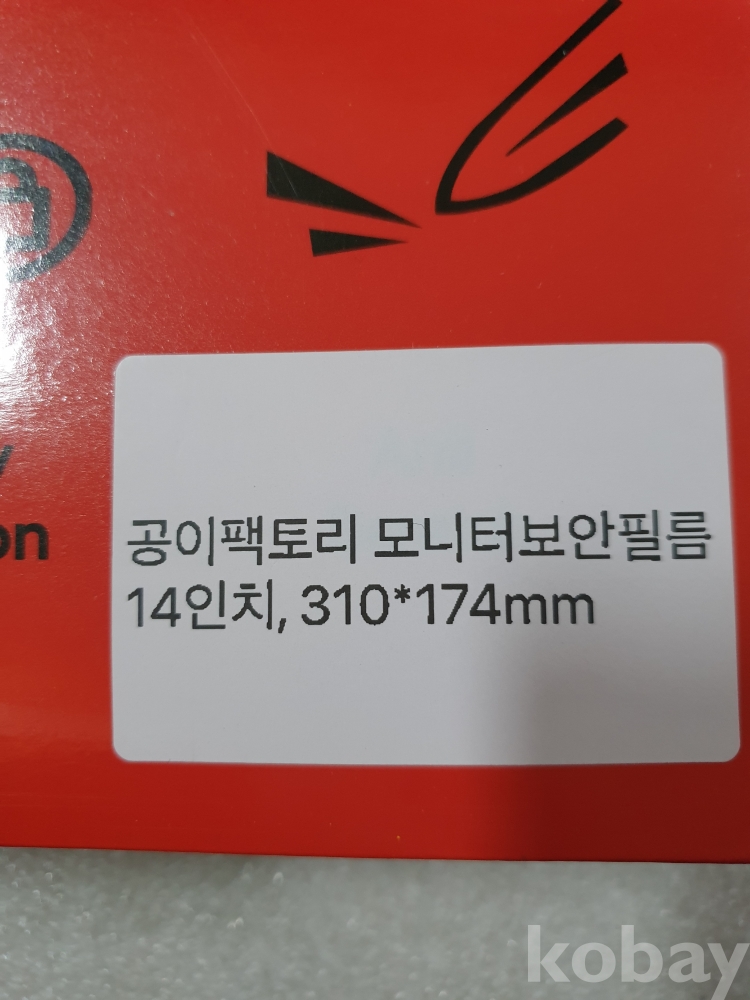 on
공이팩토리 모니터보안필름
14인치, 310*174mm
kobay